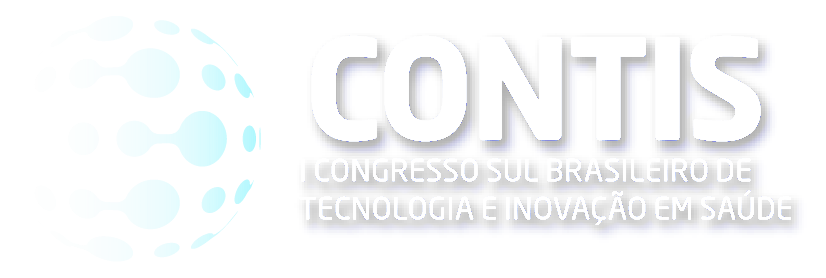 CONTIS
I CONGRESSO SUL BRASILEIRO DE
TECNOLOGIA E INOVAÇÃO EM SAÚDE